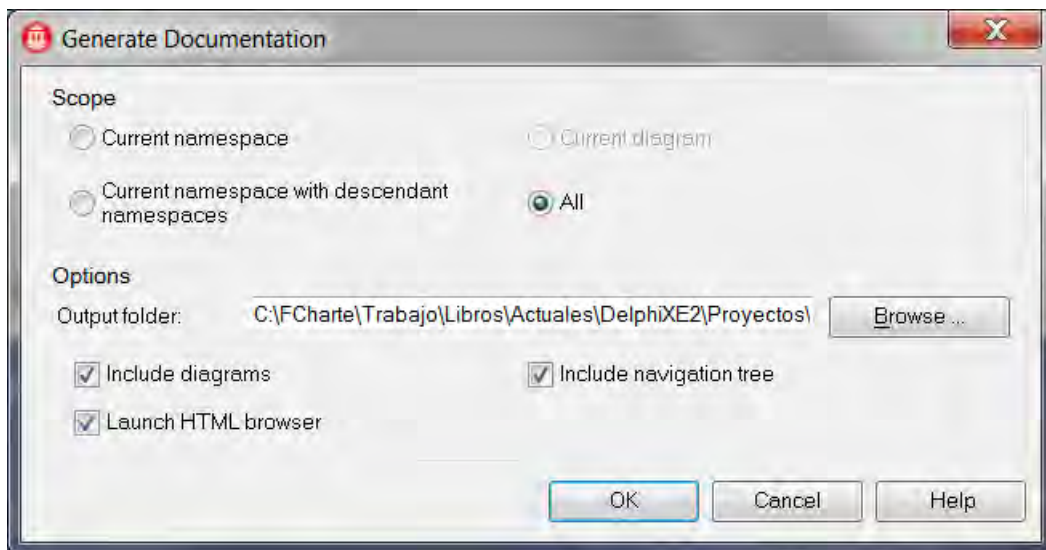 Generate Documentation
Scope
Current namespace
Current diagram
Current namespace with descendant
namespaces
All
Options
Output folder:
C:\FCharte\Trabajo\Libros\Actuales\DelphiXE2\Proyectos\
Browse ...
Include diagrams
Include navigation tree
Launch HTML browser
OK
Cancel
Help